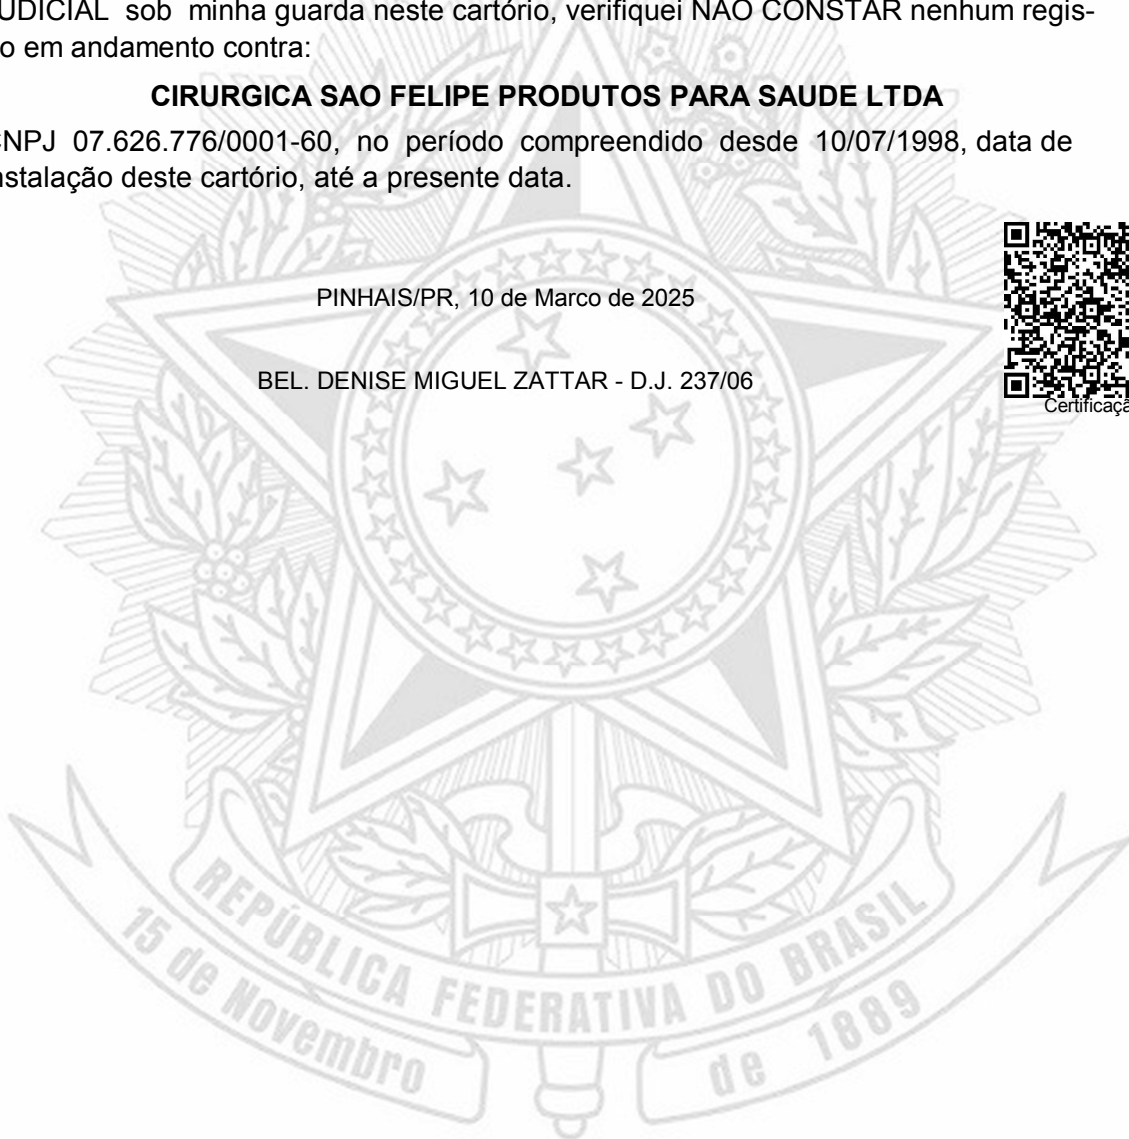 UDICIAL sob minha guarda neste cartório, verifiquei NAO CONSTAR nenhum regis-
o em andamento contra:
CIRURGICA SAO FELIPE PRODUTOS PARA SAUDE LTDA
CNPJ 07.626.776/0001-60, no período compreendido desde 10/07/1998, data de
nstalação deste cartório, até a presente data.
PINHAIS/PR, 10 de Marco de 2025
BEL. DENISE MIGUEL ZATTAR - D.J. 237/06
Certificaçã
REPÚBLICA FEDERATIVA DO BRASIL
15 de Novembro de 1889